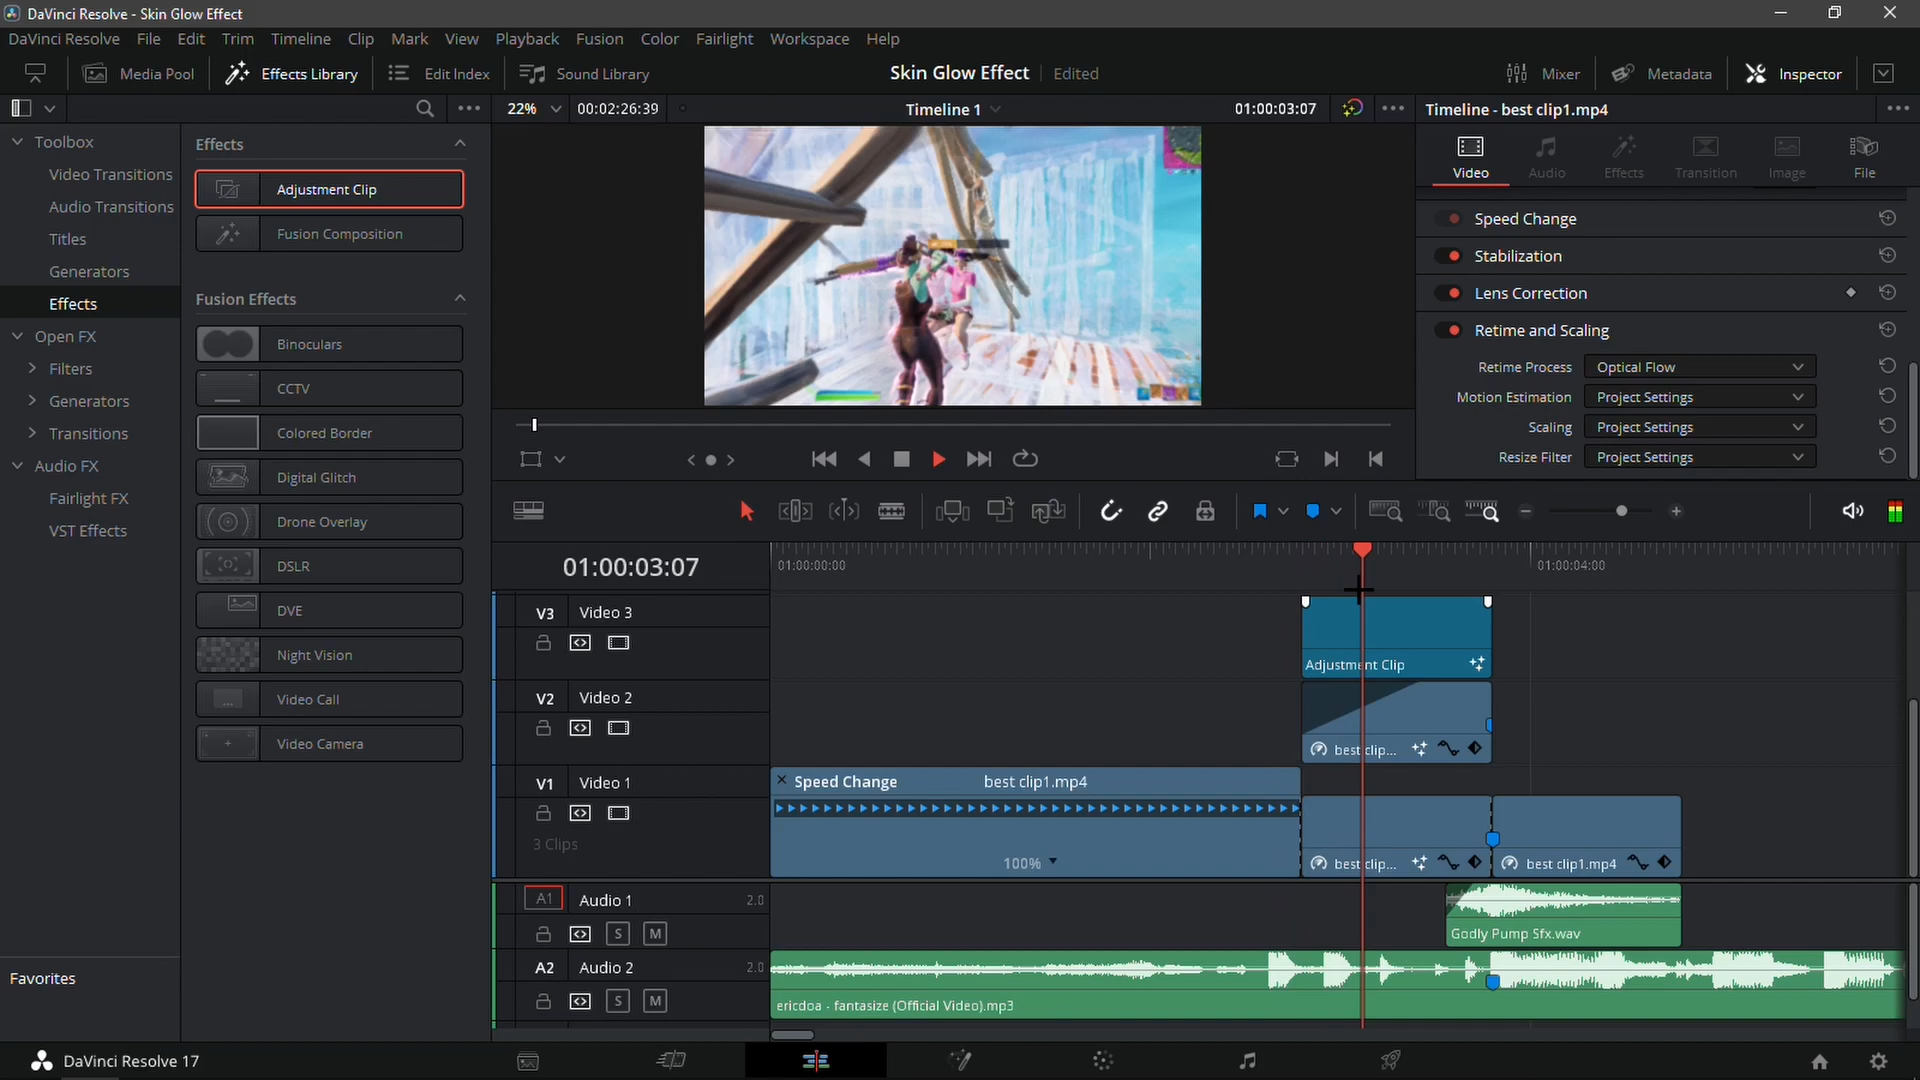 DaVinci Resolve - Skin Glow Effect
DaVinci Resolve File Edit Trim Timeline Clip Mark View Playback Fusion Color Fairlight Workspace Help
Media Pool Effects Library Edit Index Sound Library Skin Glow Effect Edited Mixer Metadata Inspector
22% 00:02:26:39 Timeline 1 01:00:03:07 Timeline - best clip1.mp4
Toolbox
Video Transitions
Audio Transitions
Titles
Generators
Effects
Open FX
Filters
Generators
Transitions
Audio FX
Fairlight FX
VST Effects
Favorites
Effects
Adjustment Clip
Fusion Composition
Fusion Effects
Binoculars
CCTV
Colored Border
Digital Glitch
Drone Overlay
DSLR
DVE
Night Vision
Video Call
Video Camera
Video Audio Effects Transition Image File
Speed Change
Stabilization
Lens Correction
Retime and Scaling
Retime Process Optical Flow
Motion Estimation Project Settings
Scaling Project Settings
Resize Filter Project Settings
01:00:03:07 01:00:00:00 01:00:04:00
V3 Video 3
Adjustment Clip
V2 Video 2
best clip...
V1 Video 1 Speed Change best clip1.mp4
3 Clips 100% best clip... best clip1.mp4
A1 Audio 1 2.0
S M Godly Pump Sfx.wav
A2 Audio 2 2.0
S M ericdoa - fantasize (Official Video).mp3
DaVinci Resolve 17